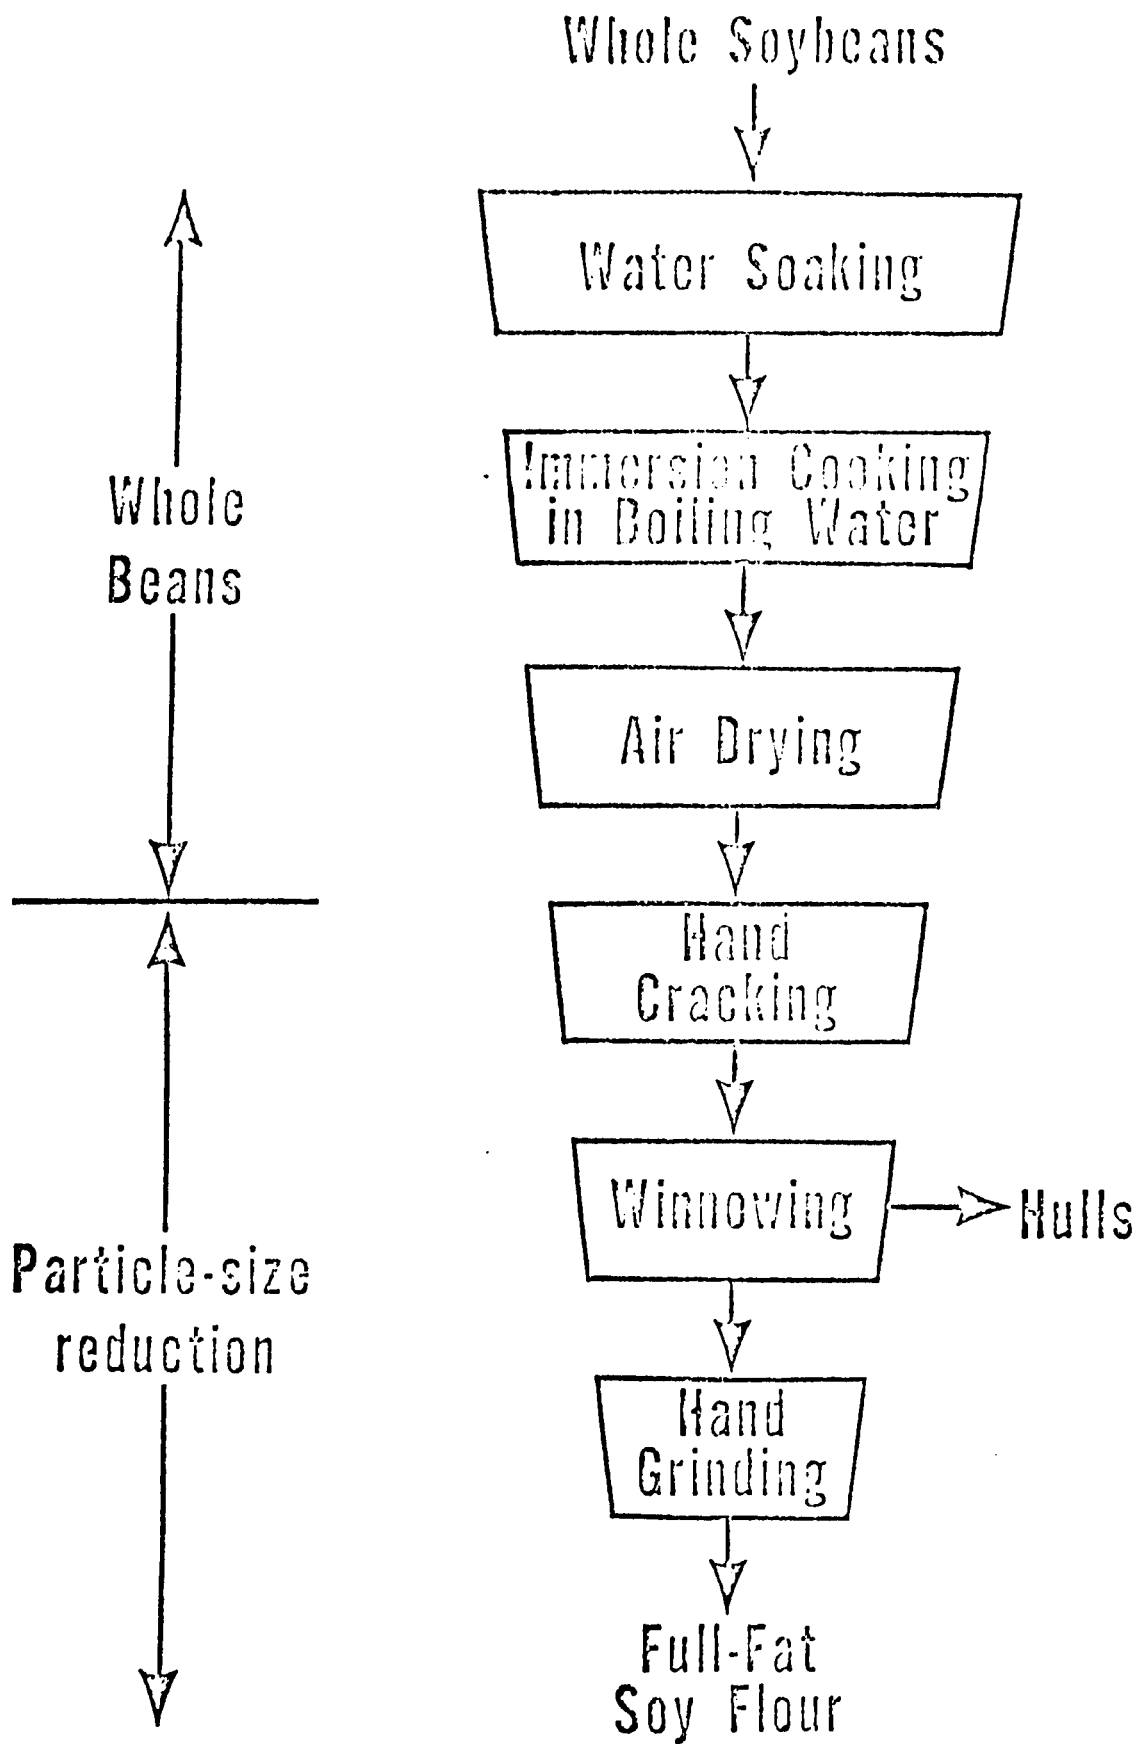 Whole Soybeans
Water Soaking
Immersion Cooking
in Boiling Water
Whole
Beans
Air Drying
Hand
Cracking
Winnowing
Hulls
Particle-size
reduction
Hand
Grinding
Full-Fat
Soy Flour